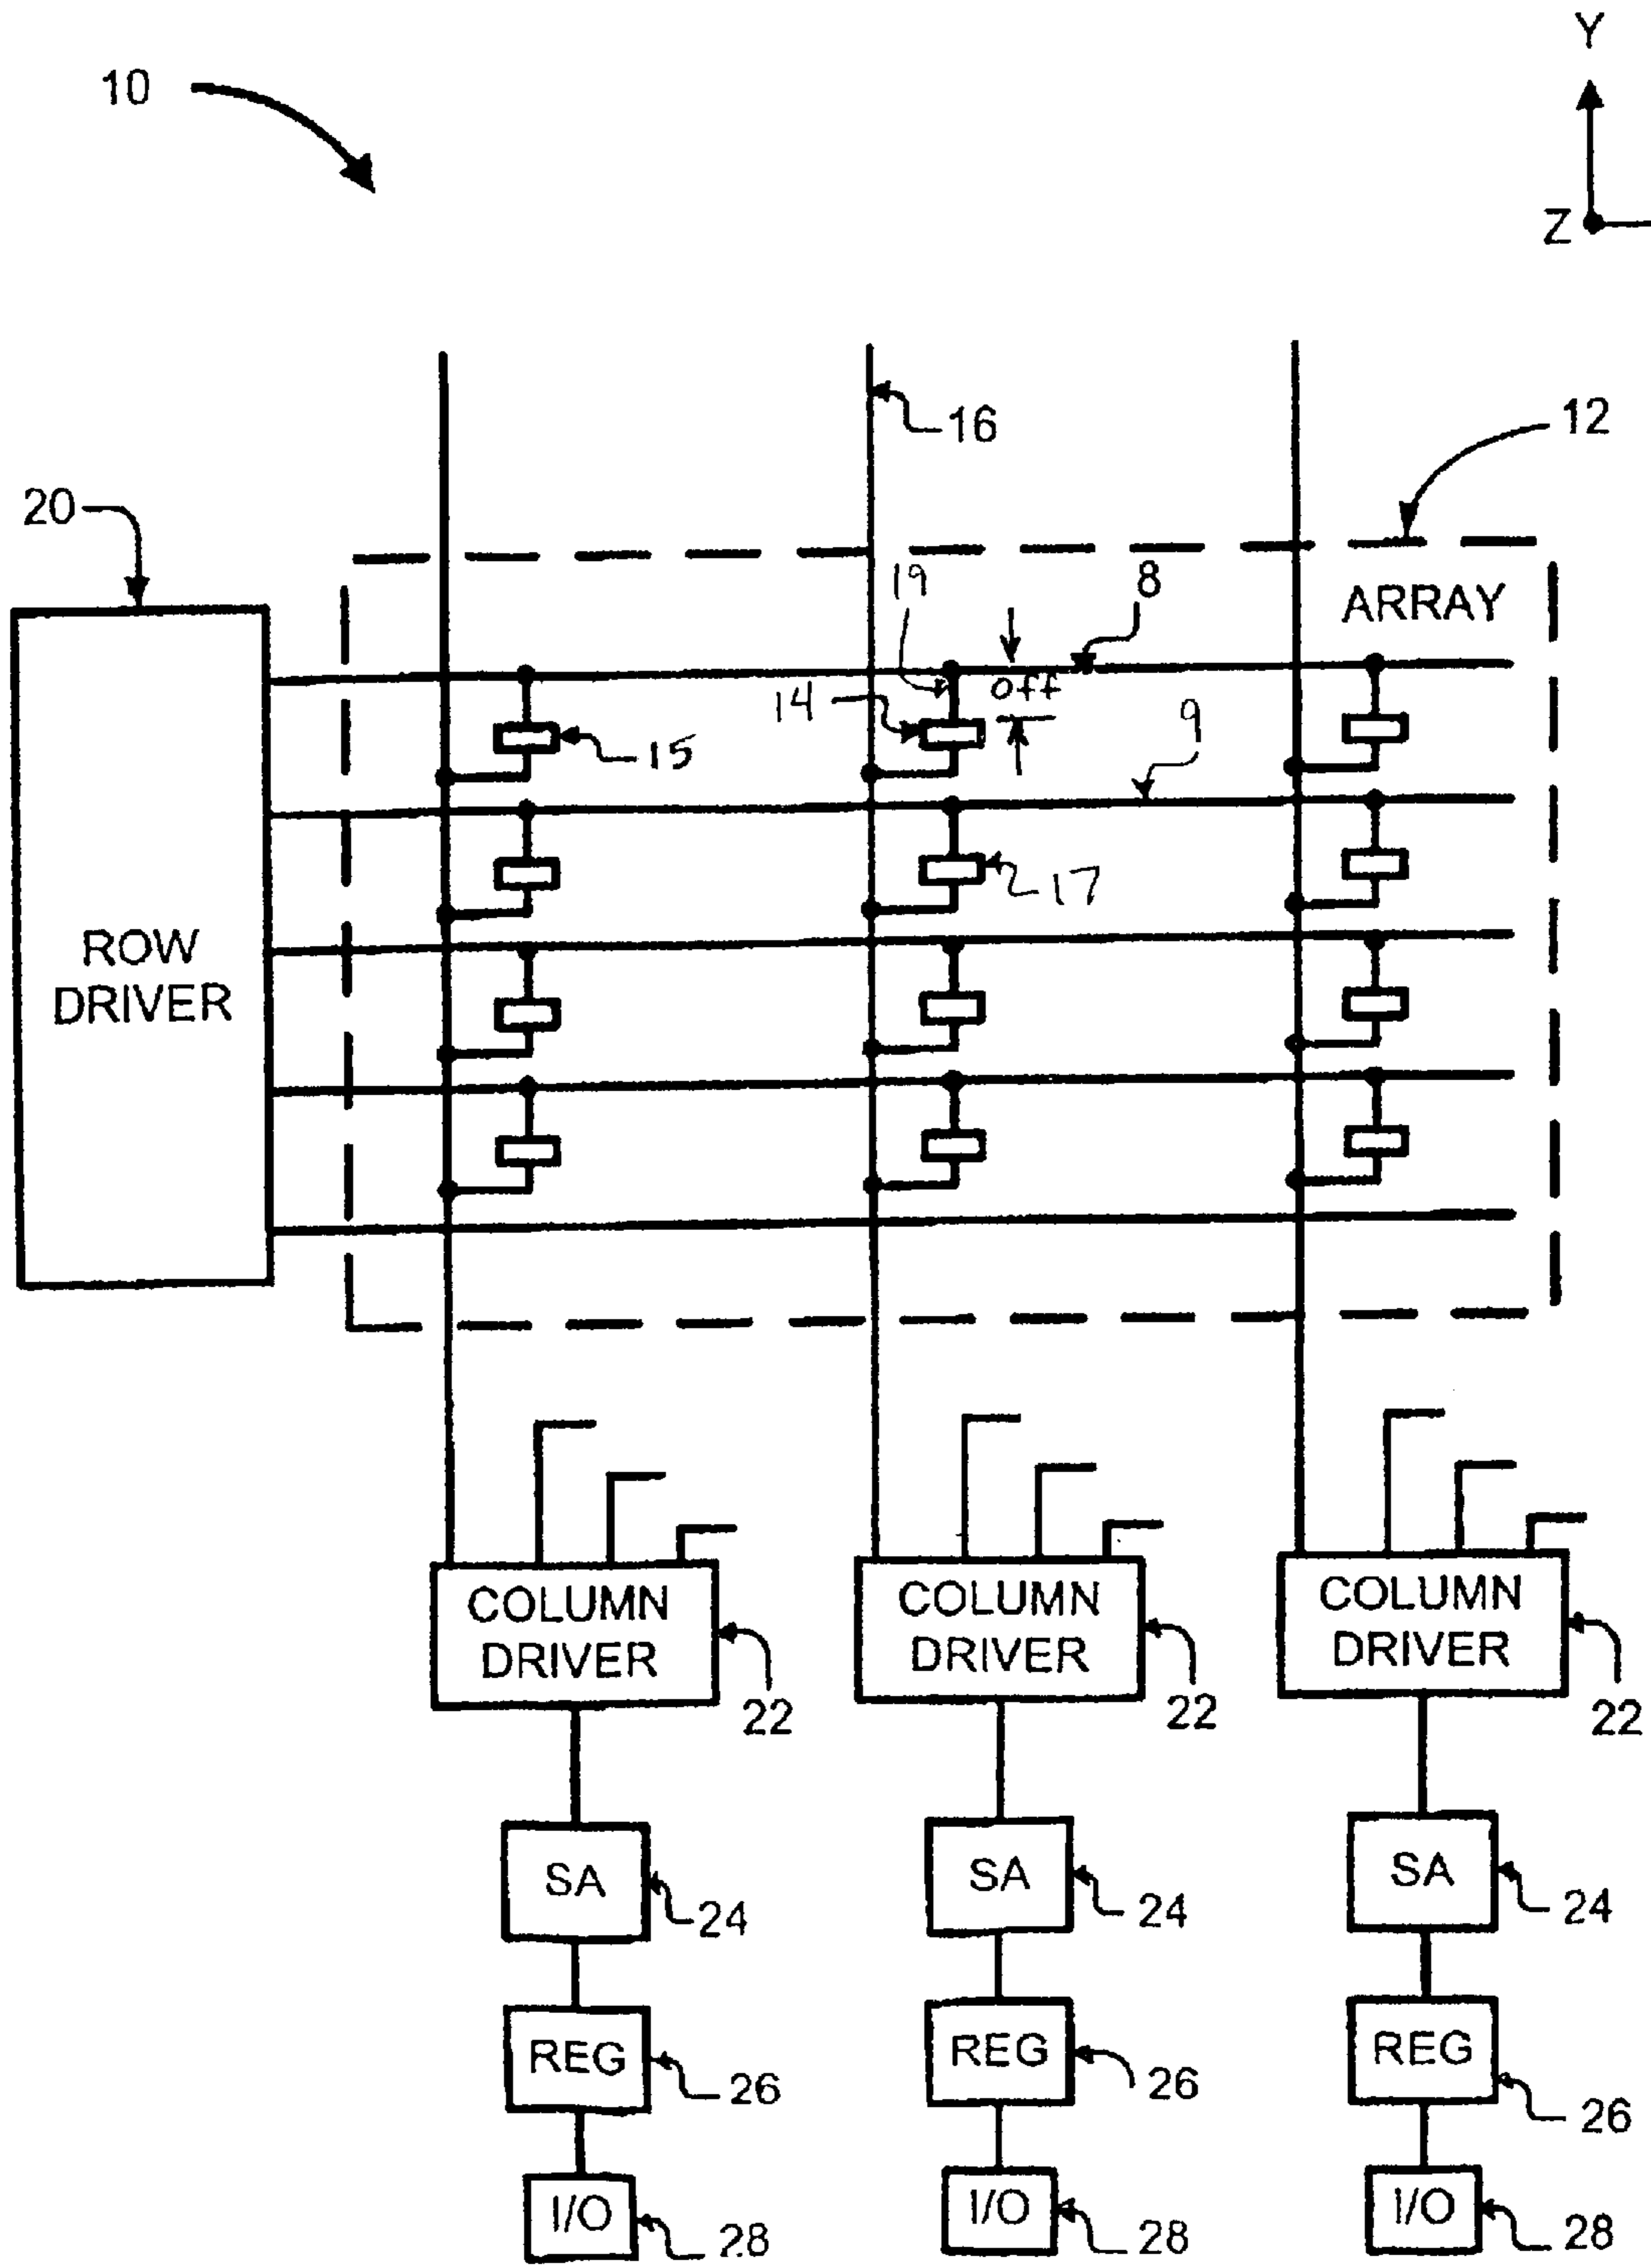 Y
10
Z
16
12
20
19
8
ARRAY
off
14
15
9
17
ROW
DRIVER
COLUMN
DRIVER
COLUMN
DRIVER
COLUMN
DRIVER
22
22
22
SA
SA
SA
24
24
24
REG
REG
REG
26
26
26
I/O
I/O
I/O
28
28
28